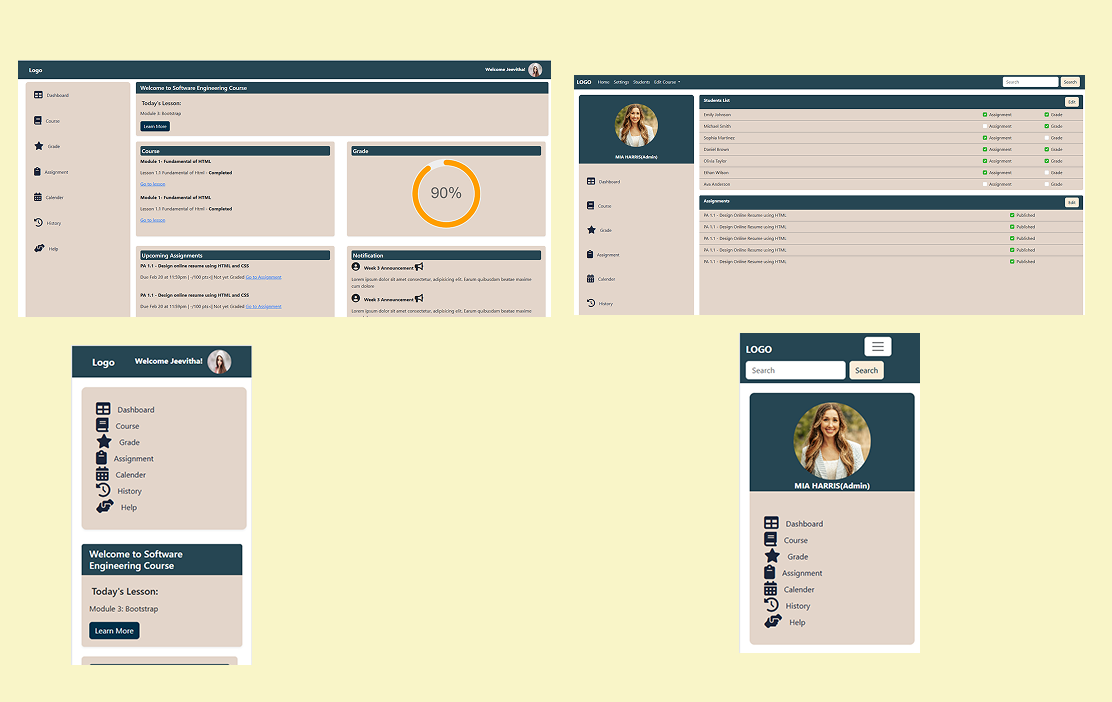 Logo
Welcome Jeevitha!
Dashboard
Course
Grade
Assignment
Calender
History
Help
Welcome to Software Engineering Course
Today's Lesson:
Module 3: Bootstrap
Learn More
Course
Module 1- Fundamental of HTML
Lesson 1.1 Fundamental of Html - Completed
Go to lesson
Module 1- Fundamental of HTML
Lesson 1.1 Fundamental of Html - Completed
Go to lesson
Grade
90%
Upcoming Assignments
PA 1.1 - Design online resume using HTML and CSS
Due Feb 20 at 11:59pm | -/100 pts<|Not yet Graded Go to Assignment
PA 1.1 - Design online resume using HTML and CSS
Due Feb 20 at 11:59pm | -/100 pts<|Not yet Graded Go to Assignment
Notification
Week 3 Announcement
Lorem ipsum dolor sit amet consectetur, adipisicing elit. Earum quibusdam beatae maxime
cum dolore
Week 3 Announcement
Lorem ipsum dolor sit amet consectetur, adipisicing elit. Earum quibusdam beatae maxime
LOGO Home Settings Students Edit Course
Search Search
MIA HARRIS(Admin)
Dashboard
Course
Grade
Assignment
Calender
History
Students List Edit
Emily Johnson Assignment Grade
Michael Smith Assignment Grade
Sophia Martinez Assignment Grade
Daniel Brown Assignment Grade
Olivia Taylor Assignment Grade
Ethan Wilson Assignment Grade
Ava Anderson Assignment Grade
Assignments Edit
PA 1.1 - Design Online Resume using HTML Published
PA 1.1 - Design Online Resume using HTML Published
PA 1.1 - Design Online Resume using HTML Published
PA 1.1 - Design Online Resume using HTML Published
PA 1.1 - Design Online Resume using HTML Published
Logo Welcome Jeevitha!
Dashboard
Course
Grade
Assignment
Calender
History
Help
Welcome to Software
Engineering Course
Today's Lesson:
Module 3: Bootstrap
Learn More
LOGO
Search Search
MIA HARRIS(Admin)
Dashboard
Course
Grade
Assignment
Calender
History
Help